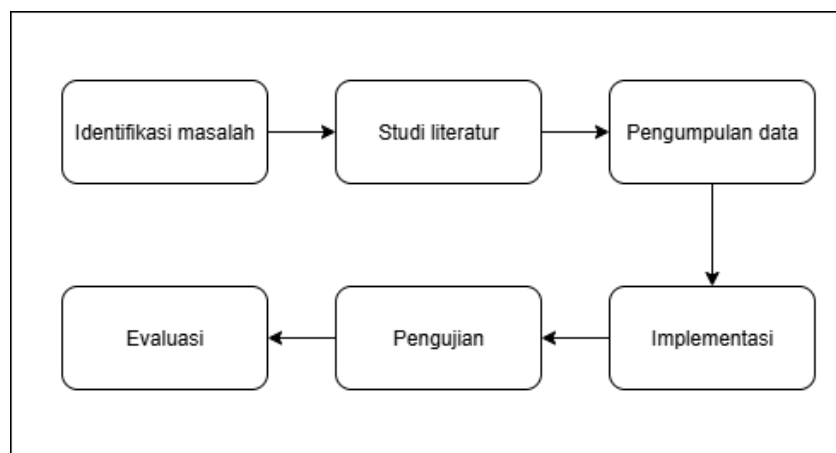 Identifikasi masalah
Studi literatur
Pengumpulan data
Implementasi
Pengujian
Evaluasi